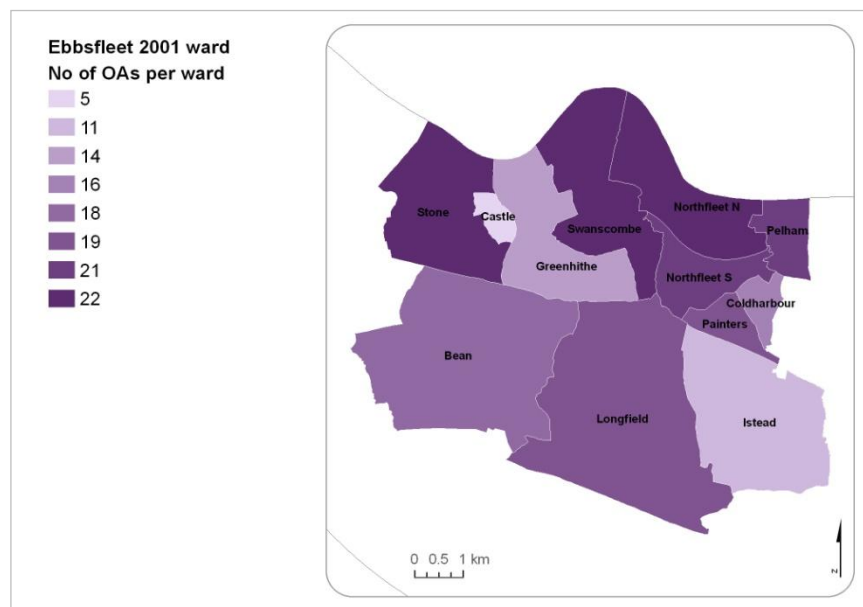 Ebbsfleet 2001 ward
No of OAs per ward
5
11
14
16
18
19
21
22
Stone
Castle
Northfleet N
Swanscombe
Pelham
Greenhithe
Northfleet S
Coldharbour
Painters
Bean
Longfield
Istead
0 0.5 1 km
N